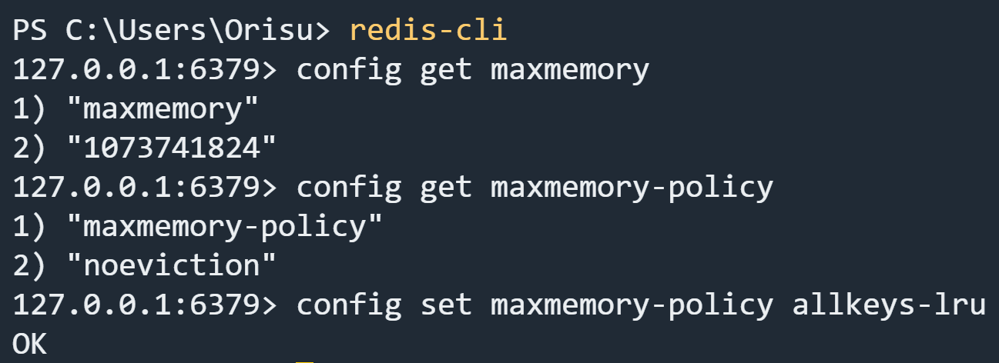 PS C:\Users\Orisu> redis-cli
127.0.0.1:6379> config get maxmemory
1) "maxmemory"
2) "1073741824"
127.0.0.1:6379> config get maxmemory-policy
1) "maxmemory-policy"
2) "noeviction"
127.0.0.1:6379> config set maxmemory-policy allkeys-lru
OK